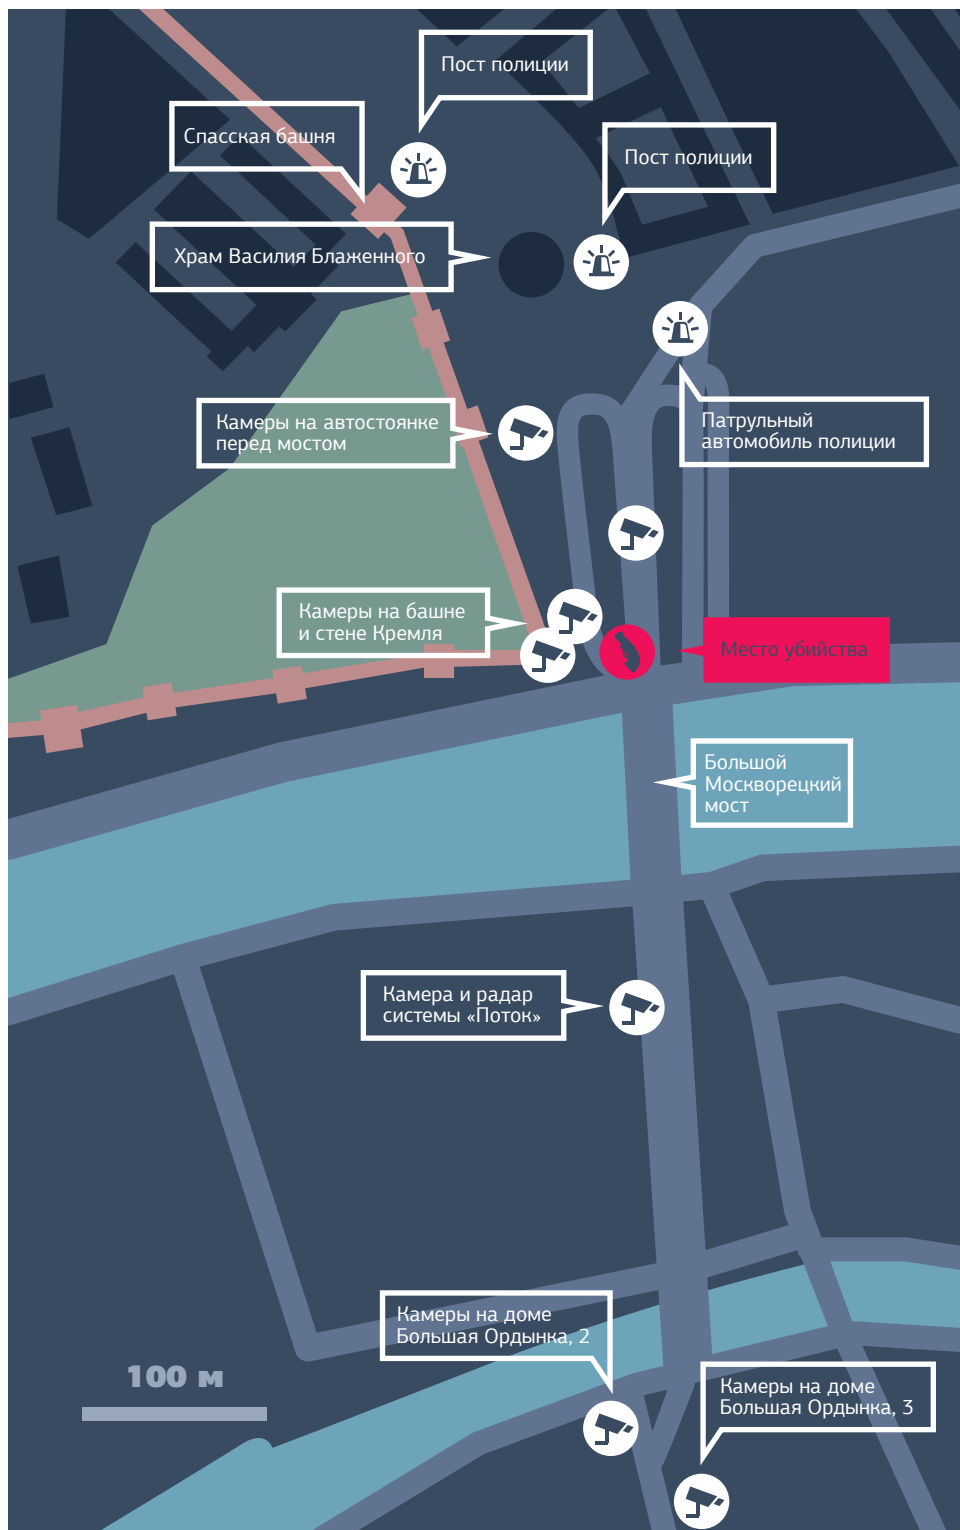 Пост полиции
Спасская башня
Пост полиции
Храм Василия Блаженного
Камеры на автостоянке
перед мостом
Патрульный
автомобиль полиции
Камеры на башне
и стене Кремля
Место убийства
Большой
Москворецкий
мост
Камера и радар
системы «Поток»
Камеры на доме
Большая Ордынка, 2
100 м
Камеры на доме
Большая Ордынка, 3